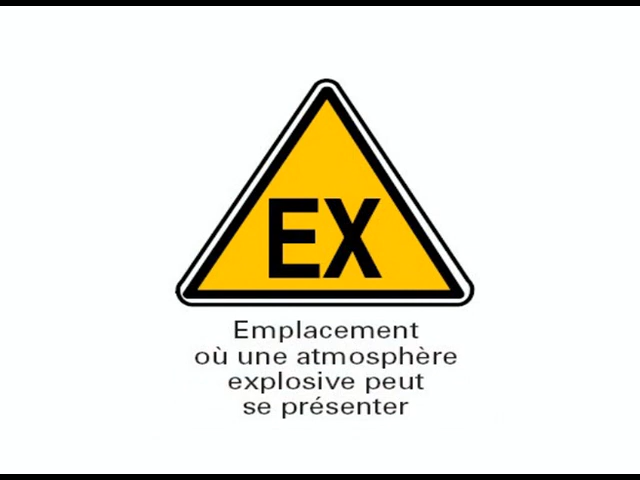 EX
Emplacement
où une atmosphère
explosive peut
se présenter